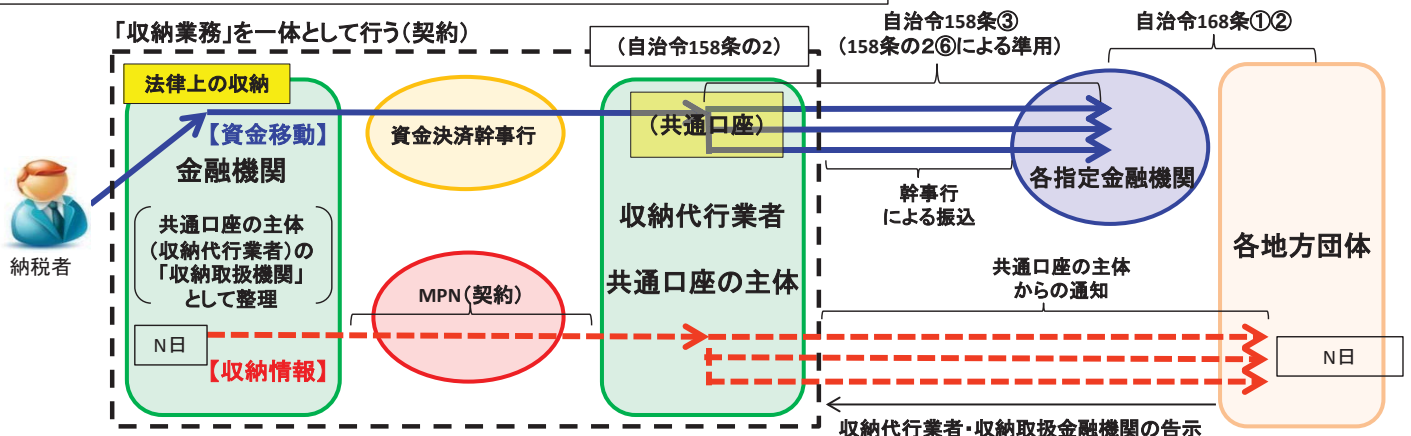 「収納業務」を一体として行う(契約)
(自治令158条の2)
自治令158条③
(158条の2⑥による準用)
自治令168条①②
法律上の収納
【資金移動】
金融機関
共通口座の主体
(収納代行業者)の
「収納取扱機関」
として整理
N日
【収納情報】
納税者
資金決済幹事行
MPN(契約)
(共通口座)
収納代行業者
共通口座の主体
幹事行
による振込
各指定金融機関
共通口座の主体
からの通知
各地方団体
N日
収納代行業者・収納取扱金融機関の告示